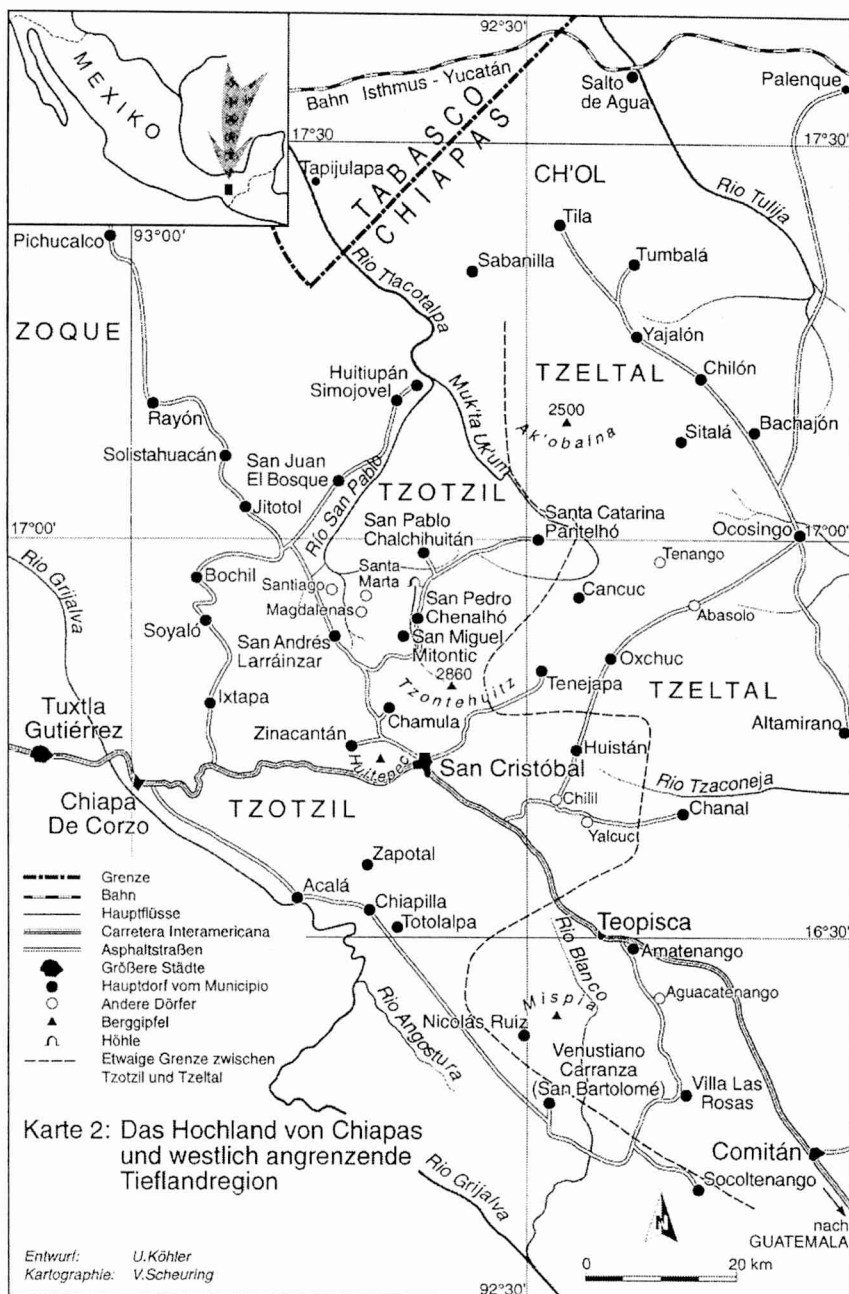 92°30'
MEXIKO
Bahn Isthmus - Yucatán
Salto
de Agua
Palenque
17°30
17°30
TABASCO
CHIAPAS
Tapijulapa
CH'OL
Rio Tulija
Pichucalco
93°00'
Tila
Rio Tlacotalpa
Sabanilla
Tumbalá
ZOQUE
Yajalón
Huitiupán
Simojovel
TZELTAL
Chilón
Muk'ta Uk'um
2500
Ak'obalna
Rayón
Sitalá
Bachajón
Solistahuacán
San Juan
El Bosque
Rio San Pablo
TZOTZIL
Jitotol
Santa Catarina
Pantelhó
17°00'
San Pablo
Chalchihuitán
Ocosingo
17°00'
Rio Grijalva
Bochil
Santiago
Santa
Marta
Tenango
Magdalenas
San Pedro
Chenalhó
Cancuc
Abasolo
Soyaló
San Andrés
Larráinzar
San Miguel
Mitontic
Oxchuc
2860
Tzontehuitz
Tenejapa
TZELTAL
Tuxtla
Gutiérrez
Ixtapa
Chamula
Altamirano
Zinacantán
Huitepec
San Cristóbal
Huistán
Rio Tzaconeja
Chiapa
De Corzo
TZOTZIL
Chilil
Chanal
Yalcuc
Zapotal
Acalá
Chiapilla
Totolalpa
Teopisca
16°30
Amatenango
Rio Blanco
Aguacatenango
Rio Angostura
Mispia
Nicolás Ruiz
Venustiano
Carranza
(San Bartolomé)
Villa Las
Rosas
Comitán
Socoltenango
Rio Grijalva
nach
GUATEMALA
N
0 20 km
92°30'
Grenze
Bahn
Hauptflüsse
Carretera Interamericana
Asphaltstraßen
Größere Städte
Hauptdorf vom Municipio
Andere Dörfer
Berggipfel
Höhle
Etwaige Grenze zwischen
Tzotzil und Tzeltal
Karte 2: Das Hochland von Chiapas
und westlich angrenzende
Tieflandregion
Entwurf: U.Köhler
Kartographie: V.Scheuring